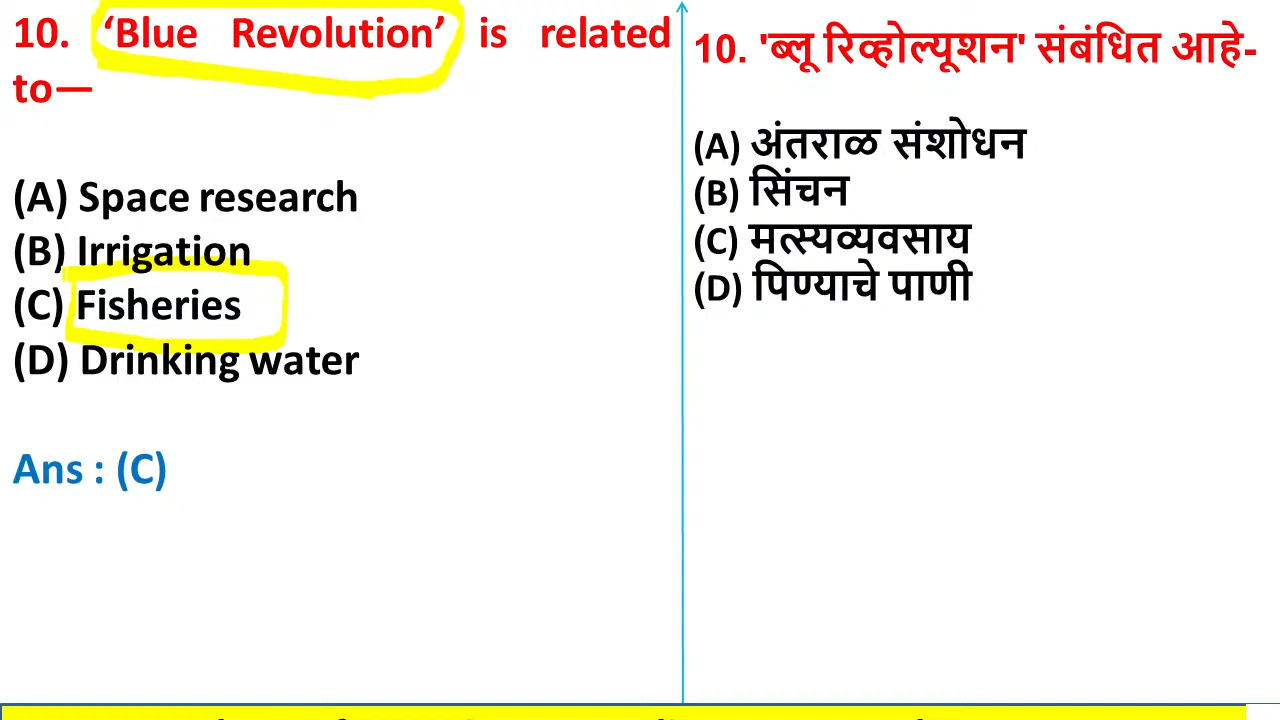 10. ‘Blue Revolution’ is related
to—
(A) Space research
(B) Irrigation
(C) Fisheries
(D) Drinking water
Ans : (C)
10. 'ब्लू रिव्होल्यूशन' संबंधित आहे-
(A) अंतराळ संशोधन
(B) सिंचन
(C) मत्स्यव्यवसाय
(D) पिण्याचे पाणी